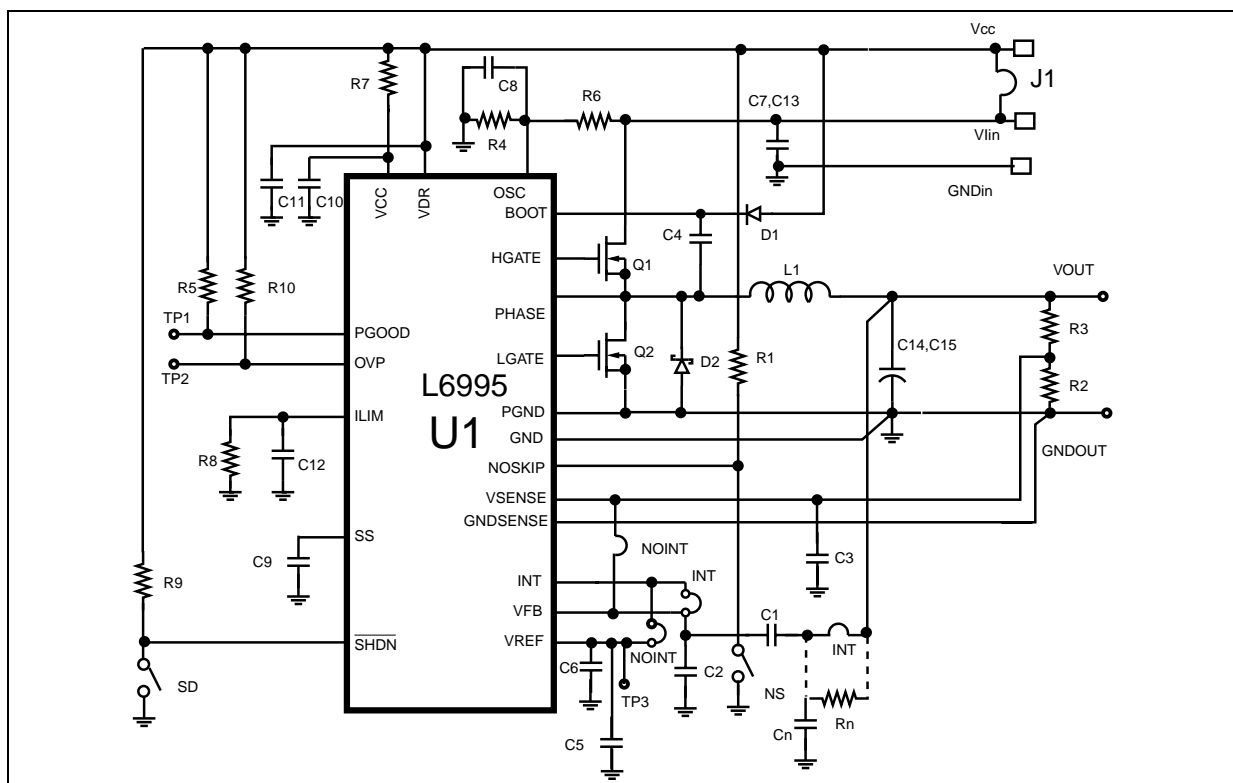 Vcc
R7
C8
J1
R6
C7,C13
R4
VIin
OSC
C11
C10
VCC
VDR
GNDin
BOOT
C4
D1
HGATE
Q1
L1
VOUT
R5
R10
TP1
PHASE
R3
PGOOD
Q2
C14,C15
TP2
OVP
LGATE
D2
R1
R2
L6995
U1
PGND
ILIM
GND
GNDOUT
R8
C12
NOSKIP
VSENSE
GNDSENSE
SS
C9
NOINT
C3
R9
INT
INT
VFB
C1
SHDN
VREF
NOINT
INT
C6
C2
SD
TP3
NS
Rn
Cn
C5